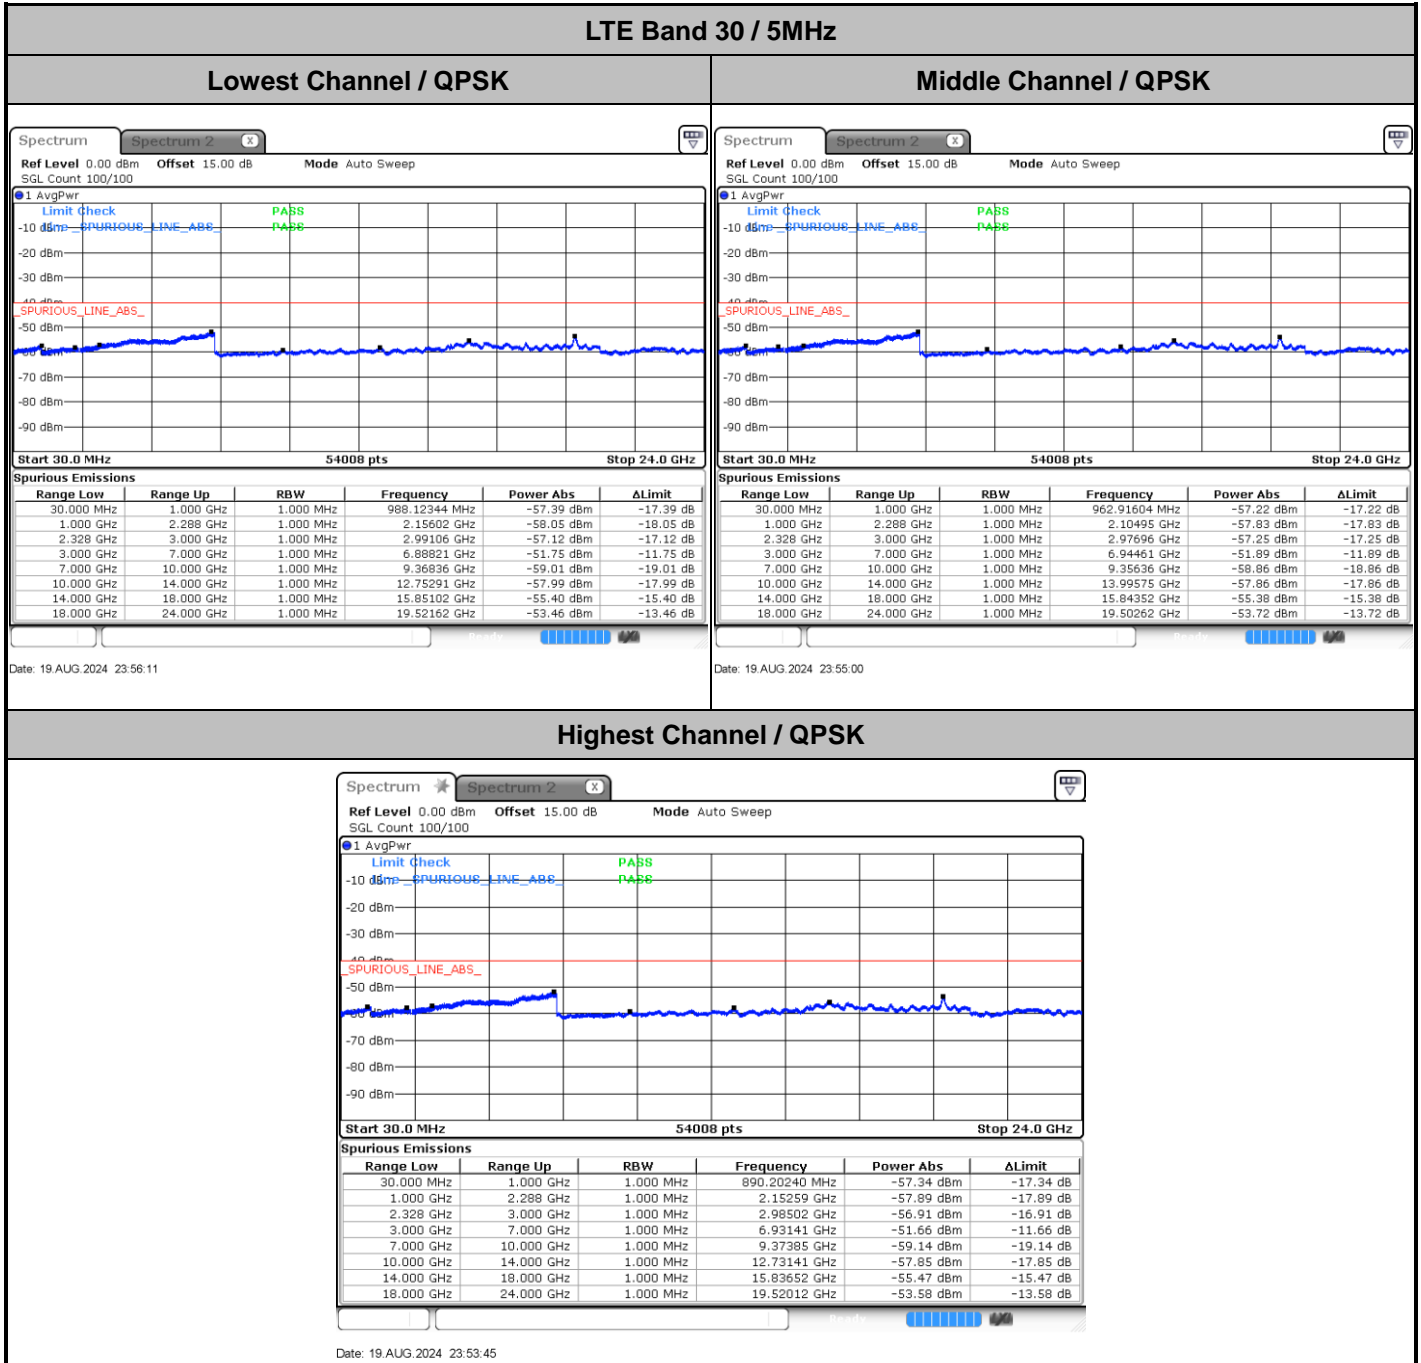 LTE Band 30 / 5MHz
Lowest Channel / QPSK
Spectrum Spectrum 2 X
Ref Level 0.00 dBm Offset 15.00 dB Mode Auto Sweep
SGL Count 100/100
1 AvgPwr
Limit Check PASS
-10 dBm Line _SPURIOUS_LINE_ABS_ PASS
-20 dBm
-30 dBm
-40 dBm
_SPURIOUS_LINE_ABS_
-50 dBm
-60 dBm
-70 dBm
-80 dBm
-90 dBm
Start 30.0 MHz 54008 pts Stop 24.0 GHz
Spurious Emissions
Range Low Range Up RBW Frequency Power Abs ΔLimit
30.000 MHz 1.000 GHz 1.000 MHz 988.12344 MHz -57.39 dBm -17.39 dB
1.000 GHz 2.288 GHz 1.000 MHz 2.15602 GHz -58.05 dBm -18.05 dB
2.328 GHz 3.000 GHz 1.000 MHz 2.99106 GHz -57.12 dBm -17.12 dB
3.000 GHz 7.000 GHz 1.000 MHz 6.88821 GHz -51.75 dBm -11.75 dB
7.000 GHz 10.000 GHz 1.000 MHz 9.36836 GHz -59.01 dBm -19.01 dB
10.000 GHz 14.000 GHz 1.000 MHz 12.75291 GHz -57.99 dBm -17.99 dB
14.000 GHz 18.000 GHz 1.000 MHz 15.85102 GHz -55.40 dBm -15.40 dB
18.000 GHz 24.000 GHz 1.000 MHz 19.52162 GHz -53.46 dBm -13.46 dB
Ready
Date: 19.AUG.2024 23:56:11
Middle Channel / QPSK
Spectrum Spectrum 2 X
Ref Level 0.00 dBm Offset 15.00 dB Mode Auto Sweep
SGL Count 100/100
1 AvgPwr
Limit Check PASS
-10 dBm Line _SPURIOUS_LINE_ABS_ PASS
-20 dBm
-30 dBm
-40 dBm
_SPURIOUS_LINE_ABS_
-50 dBm
-60 dBm
-70 dBm
-80 dBm
-90 dBm
Start 30.0 MHz 54008 pts Stop 24.0 GHz
Spurious Emissions
Range Low Range Up RBW Frequency Power Abs ΔLimit
30.000 MHz 1.000 GHz 1.000 MHz 962.91604 MHz -57.22 dBm -17.22 dB
1.000 GHz 2.288 GHz 1.000 MHz 2.10495 GHz -57.83 dBm -17.83 dB
2.328 GHz 3.000 GHz 1.000 MHz 2.97696 GHz -57.25 dBm -17.25 dB
3.000 GHz 7.000 GHz 1.000 MHz 6.94461 GHz -51.89 dBm -11.89 dB
7.000 GHz 10.000 GHz 1.000 MHz 9.35636 GHz -58.86 dBm -18.86 dB
10.000 GHz 14.000 GHz 1.000 MHz 13.99575 GHz -57.86 dBm -17.86 dB
14.000 GHz 18.000 GHz 1.000 MHz 15.84352 GHz -55.38 dBm -15.38 dB
18.000 GHz 24.000 GHz 1.000 MHz 19.50262 GHz -53.72 dBm -13.72 dB
Ready
Date: 19.AUG.2024 23:55:00
Highest Channel / QPSK
Spectrum Spectrum 2 X
Ref Level 0.00 dBm Offset 15.00 dB Mode Auto Sweep
SGL Count 100/100
1 AvgPwr
Limit Check PASS
-10 dBm Line _SPURIOUS_LINE_ABS_ PASS
-20 dBm
-30 dBm
-40 dBm
_SPURIOUS_LINE_ABS_
-50 dBm
-60 dBm
-70 dBm
-80 dBm
-90 dBm
Start 30.0 MHz 54008 pts Stop 24.0 GHz
Spurious Emissions
Range Low Range Up RBW Frequency Power Abs ΔLimit
30.000 MHz 1.000 GHz 1.000 MHz 890.20240 MHz -57.34 dBm -17.34 dB
1.000 GHz 2.288 GHz 1.000 MHz 2.15259 GHz -57.89 dBm -17.89 dB
2.328 GHz 3.000 GHz 1.000 MHz 2.98502 GHz -56.91 dBm -16.91 dB
3.000 GHz 7.000 GHz 1.000 MHz 6.93141 GHz -51.66 dBm -11.66 dB
7.000 GHz 10.000 GHz 1.000 MHz 9.37385 GHz -59.14 dBm -19.14 dB
10.000 GHz 14.000 GHz 1.000 MHz 12.73141 GHz -57.85 dBm -17.85 dB
14.000 GHz 18.000 GHz 1.000 MHz 15.83652 GHz -55.47 dBm -15.47 dB
18.000 GHz 24.000 GHz 1.000 MHz 19.52012 GHz -53.58 dBm -13.58 dB
Ready
Date: 19.AUG.2024 23:53:45